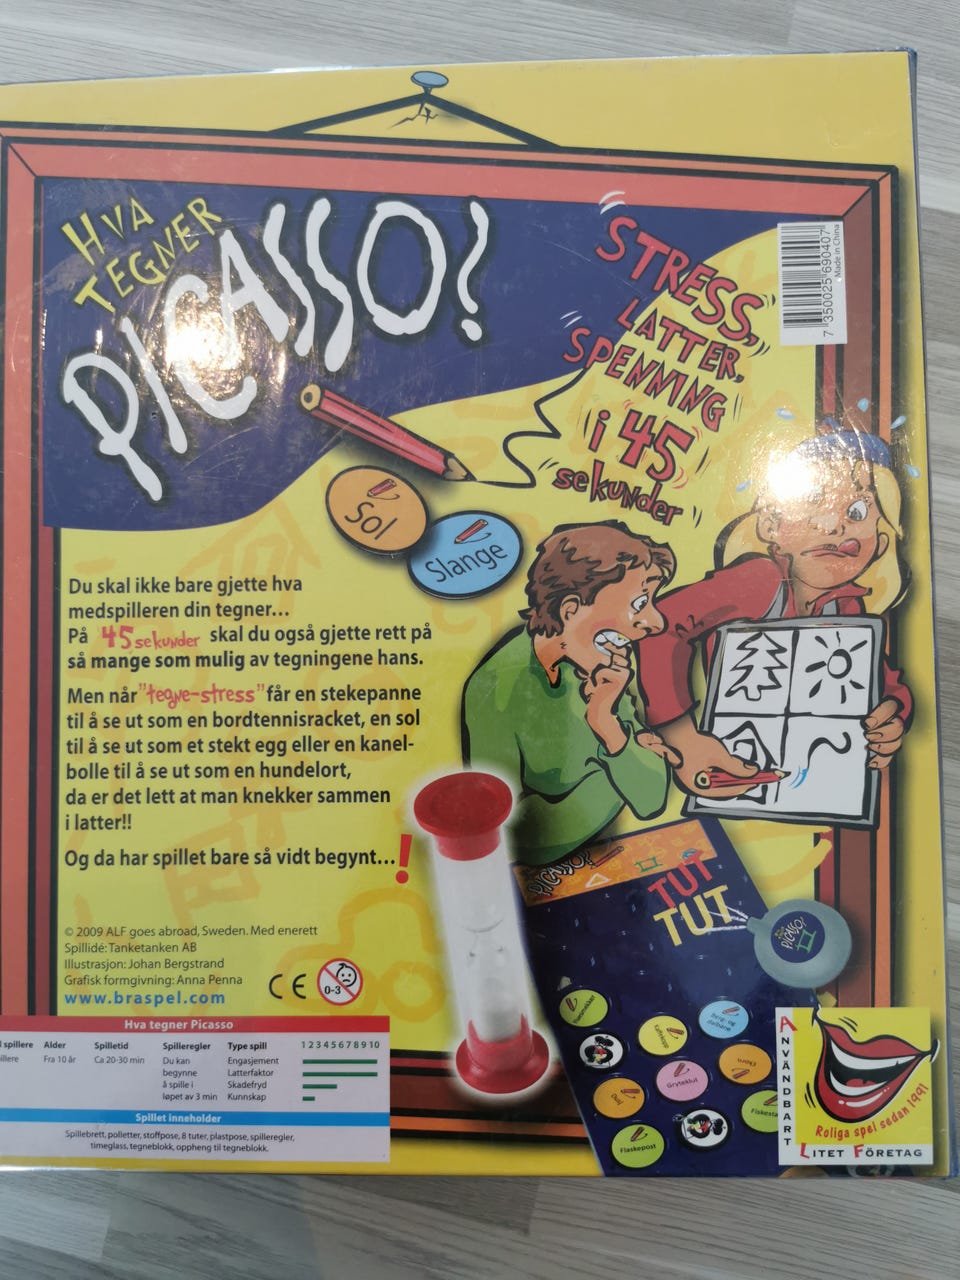 HVA
TEGNER
PICASSO?
STRESS,
LATTER,
SPENNING
i 45
sekunder
7 350025 690407
Made in China
Sol
Slange
Du skal ikke bare gjette hva
medspilleren din tegner...
På 45 sekunder skal du også gjette rett på
så mange som mulig av tegningene hans.
Men når "tegne-stress" får en stekepanne
til å se ut som en bordtennisracket, en sol
til å se ut som et stekt egg eller en kanel-
bolle til å se ut som en hundelort,
da er det lett at man knekker sammen
i latter!!
Og da har spillet bare så vidt begynt...!
© 2009 ALF goes abroad, Sweden. Med enerett
Spillidé: Tanketanken AB
Illustrasjon: Johan Bergstrand
Grafisk formgivning: Anna Penna
www.braspel.com
CE
0-3
PICASSO?
TUT
TUT
PICASSO?
Kaffekopp
Gryteklut
Flaskepost
Hva tegner Picasso
l spillere Alder Spilletid Spilleregler Type spill 1 2 3 4 5 6 7 8 9 10
illere Fra 10 år Ca 20-30 min Du kan Engasjement
begynne Latterfaktor
å spille i Skadefryd
løpet av 3 min Kunnskap
Spillet inneholder
Spillebrett, polletter, stoffpose, 8 tuter, plastpose, spilleregler,
timeglass, tegneblokk, oppheng til tegneblokk.
ANVÄNDBART
Roliga spel sedan 1991
LITET FÖRETAG